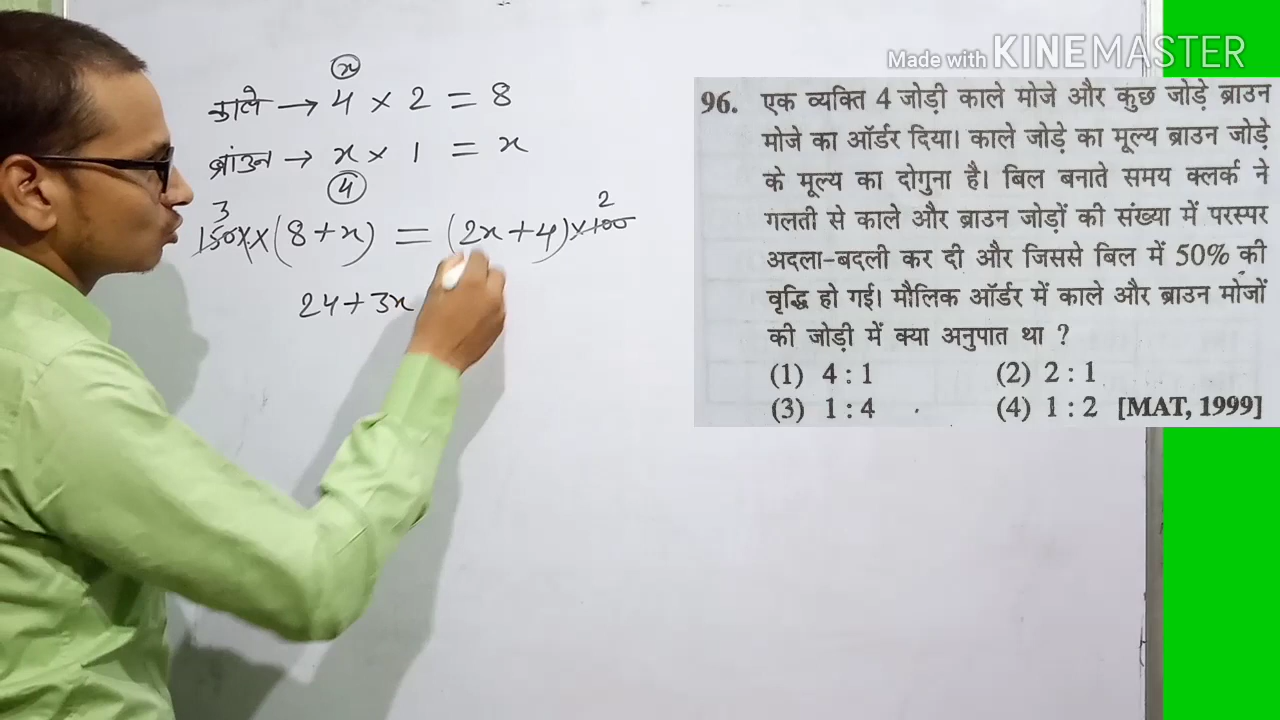 Made with KINEMASTER
काले → 4 × 2 = 8
x
ब्रांउन → x × 1 = x
4
3 2
150% × (8 + x) = (2x + 4) × 100
24 + 3x
96. एक व्यक्ति 4 जोड़ी काले मोजे और कुछ जोड़े ब्राउन
मोजे का ऑर्डर दिया। काले जोड़े का मूल्य ब्राउन जोड़े
के मूल्य का दोगुना है। बिल बनाते समय क्लर्क ने
गलती से काले और ब्राउन जोड़ों की संख्या में परस्पर
अदला-बदली कर दी और जिससे बिल में 50% की
वृद्धि हो गई। मौलिक ऑर्डर में काले और ब्राउन मोजों
की जोड़ी में क्या अनुपात था ?
(1) 4 : 1 (2) 2 : 1
(3) 1 : 4 (4) 1 : 2 [MAT, 1999]